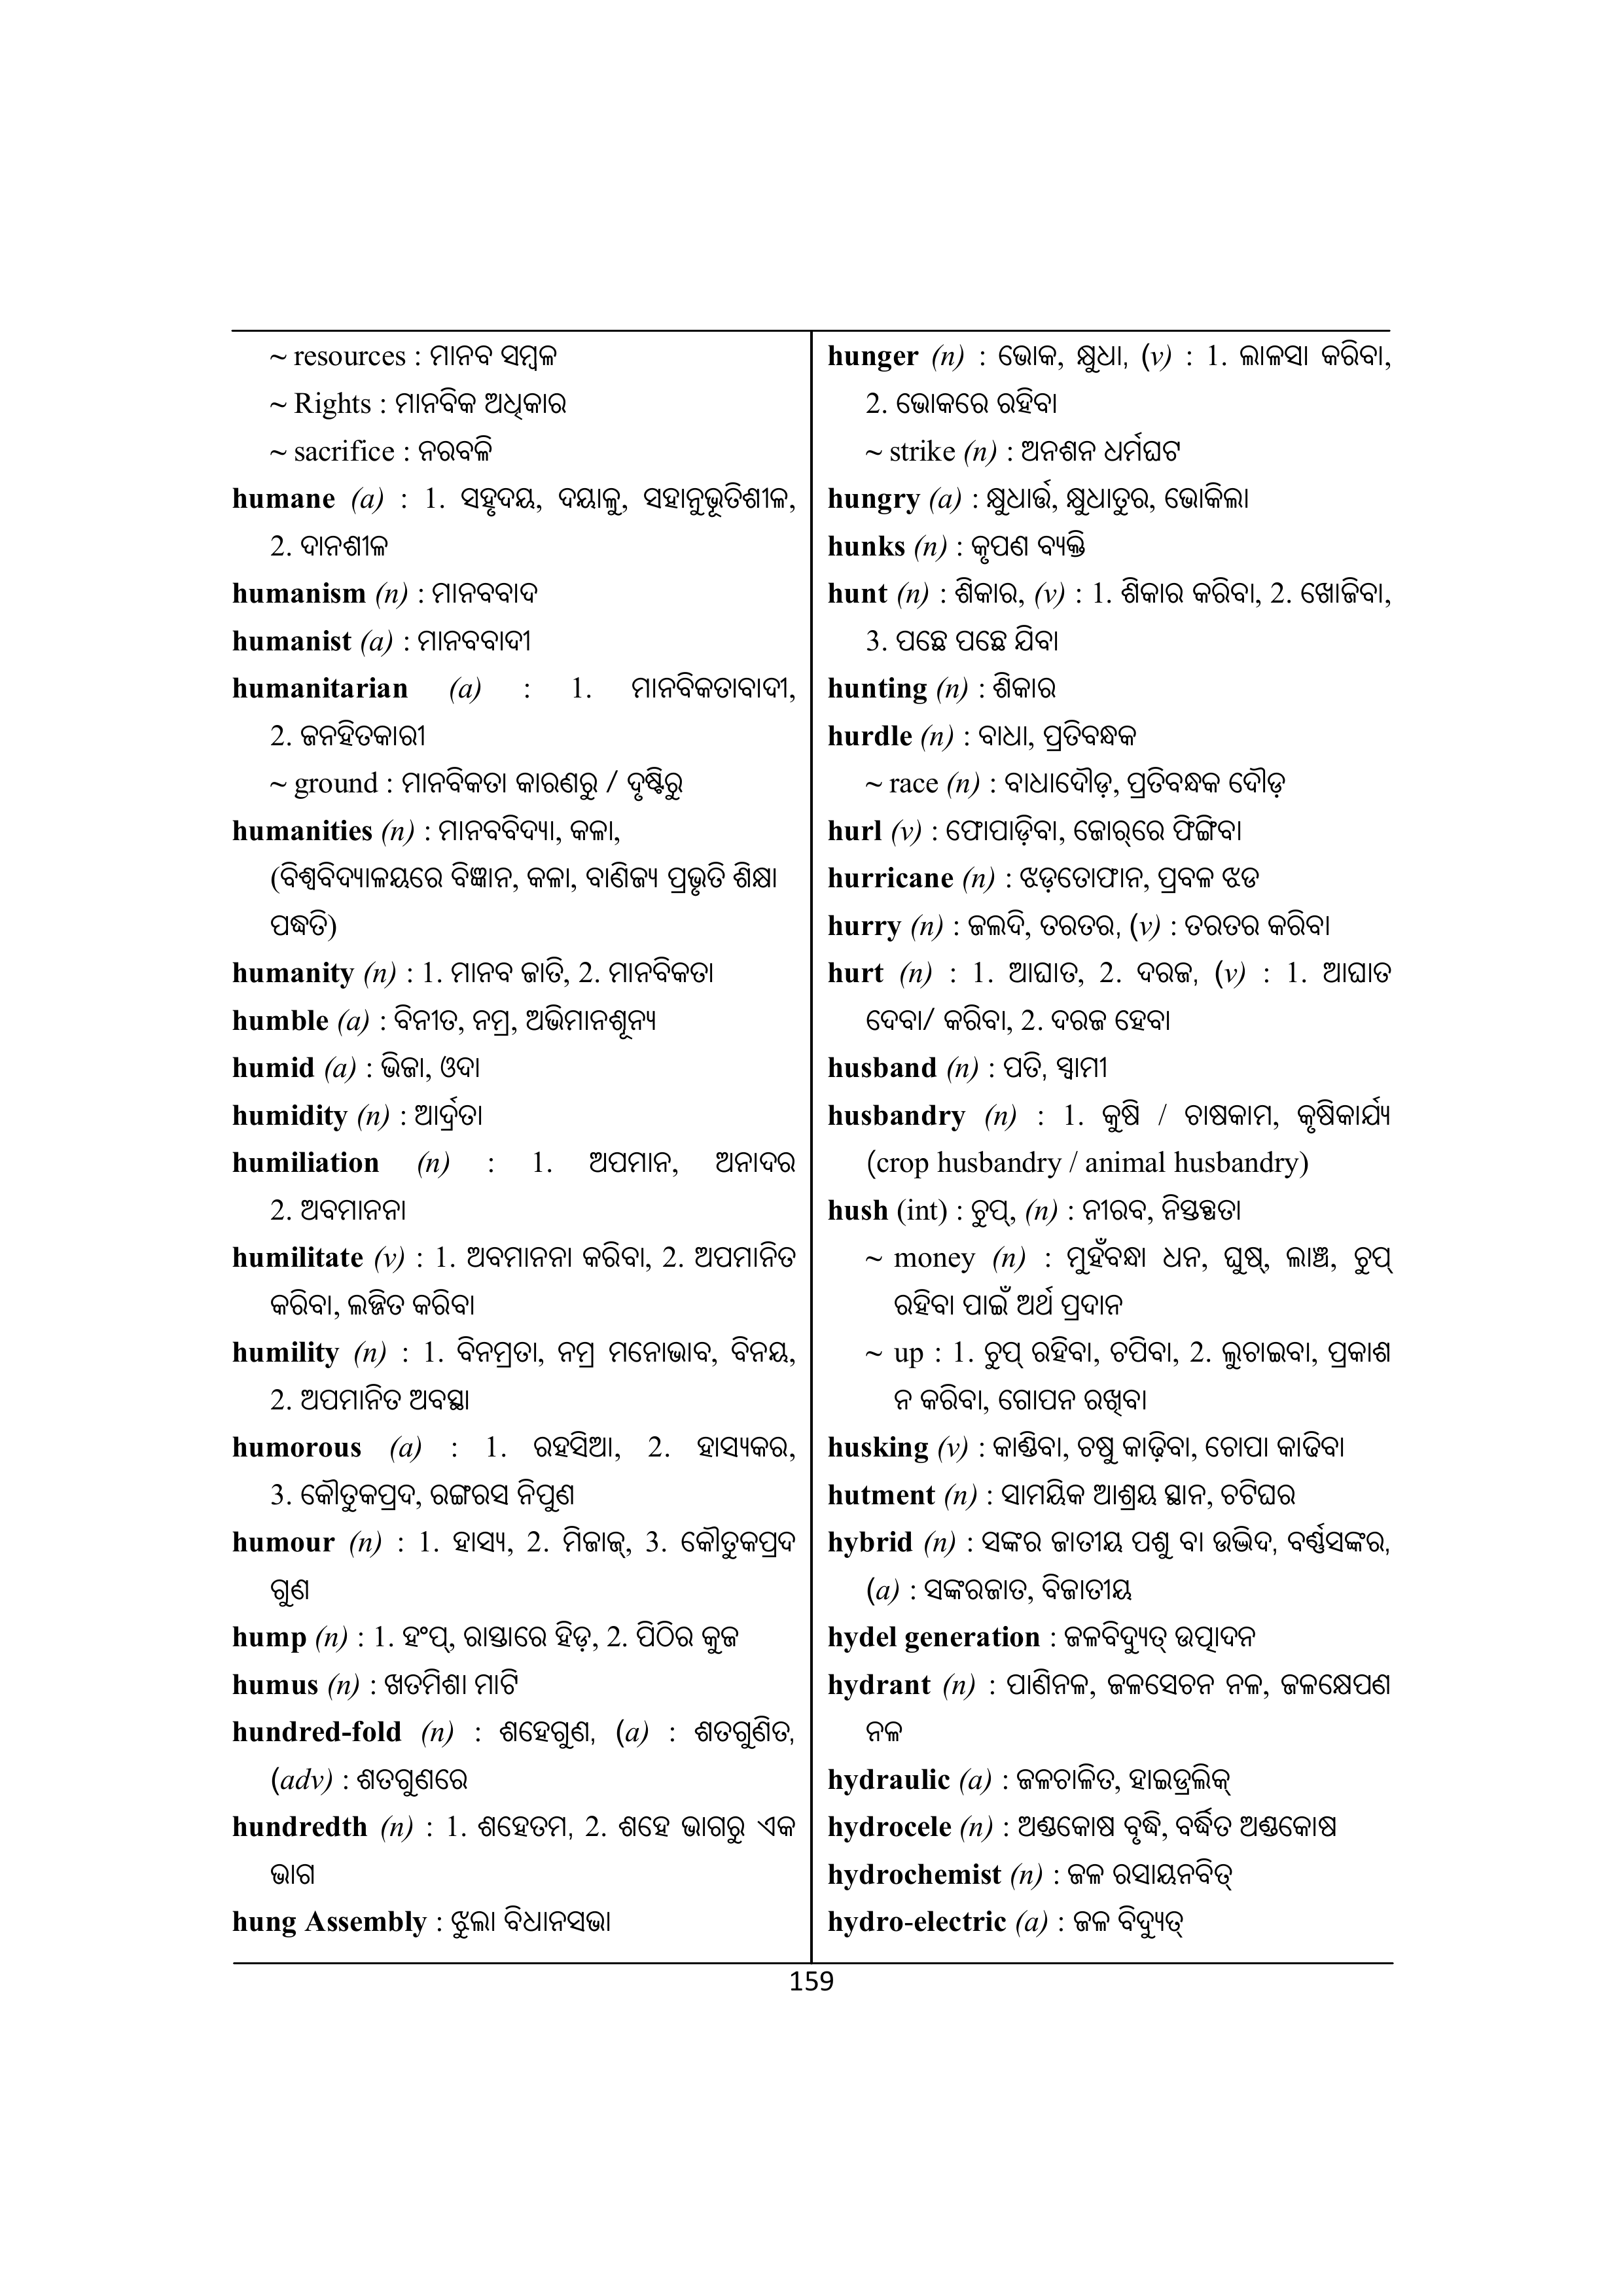 ~ resources : ମାନବ ସମ୍ବଳ
~ Rights : ମାନବିକ ଅଧିକାର
~ sacrifice : ନରବଳି
humane (a) : 1. ସହୃଦୟ, ଦୟାଳୁ, ସହାନୁଭୂତିଶୀଳ,
2. ଦାନଶୀଳ
humanism (n) : ମାନବବାଦ
humanist (a) : ମାନବବାଦୀ
humanitarian (a) : 1. ମାନବିକତାବାଦୀ,
2. ଜନହିତକାରୀ
~ ground : ମାନବିକତା କାରଣରୁ / ଦୃଷ୍ଟିରୁ
humanities (n) : ମାନବବିଦ୍ୟା, କଳା,
(ବିଶ୍ଵବିଦ୍ୟାଳୟରେ ବିଜ୍ଞାନ, କଳା, ବାଣିଜ୍ୟ ପ୍ରଭୃତି ଶିକ୍ଷା
ପଦ୍ଧତି)
humanity (n) : 1. ମାନବ ଜାତି, 2. ମାନବିକତା
humble (a) : ବିନୀତ, ନମ୍ର, ଅଭିମାନଶୂନ୍ୟ
humid (a) : ଭିଜା, ଓଦା
humidity (n) : ଆର୍ଦ୍ରତା
humiliation (n) : 1. ଅପମାନ, ଅନାଦର
2. ଅବମାନନା
humilitate (v) : 1. ଅବମାନନା କରିବା, 2. ଅପମାନିତ
କରିବା, ଲଜ୍ଜିତ କରିବା
humility (n) : 1. ବିନମ୍ରତା, ନମ୍ର ମନୋଭାବ, ବିନୟ,
2. ଅପମାନିତ ଅବସ୍ଥା
humorous (a) : 1. ରହସିଆ, 2. ହାସ୍ୟକର,
3. କୌତୁକପ୍ରଦ, ରଙ୍ଗରସ ନିପୁଣ
humour (n) : 1. ହାସ୍ୟ, 2. ମିଜାଜ୍, 3. କୌତୁକପ୍ରଦ
ଗୁଣ
hump (n) : 1. ହଂପ୍, ରାସ୍ତାରେ ହିଡ଼, 2. ପିଠିର କୁଜ
humus (n) : ଖତମିଶା ମାଟି
hundred-fold (n) : ଶହେଗୁଣ, (a) : ଶତଗୁଣିତ,
(adv) : ଶତଗୁଣରେ
hundredth (n) : 1. ଶହେତମ, 2. ଶହେ ଭାଗରୁ ଏକ
ଭାଗ
hung Assembly : ଝୁଲା ବିଧାନସଭା
hunger (n) : ଭୋକ, କ୍ଷୁଧା, (v) : 1. ଲାଳସା କରିବା,
2. ଭୋକରେ ରହିବା
~ strike (n) : ଅନଶନ ଧର୍ମଘଟ
hungry (a) : କ୍ଷୁଧାର୍ତ୍ତ, କ୍ଷୁଧାତୁର, ଭୋକିଲା
hunks (n) : କୃପଣ ବ୍ୟକ୍ତି
hunt (n) : ଶିକାର, (v) : 1. ଶିକାର କରିବା, 2. ଖୋଜିବା,
3. ପଛେ ପଛେ ଯିବା
hunting (n) : ଶିକାର
hurdle (n) : ବାଧା, ପ୍ରତିବନ୍ଧକ
~ race (n) : ବାଧାଦୌଡ଼, ପ୍ରତିବନ୍ଧକ ଦୌଡ଼
hurl (v) : ଫୋପାଡ଼ିବା, ଜୋର୍‌ରେ ଫିଙ୍ଗିବା
hurricane (n) : ଝଡ଼ତୋଫାନ, ପ୍ରବଳ ଝଡ
hurry (n) : ଜଲଦି, ତରତର, (v) : ତରତର କରିବା
hurt (n) : 1. ଆଘାତ, 2. ଦରଜ, (v) : 1. ଆଘାତ
ଦେବା/ କରିବା, 2. ଦରଜ ହେବା
husband (n) : ପତି, ସ୍ଵାମୀ
husbandry (n) : 1. କୁଷି / ଚାଷକାମ, କୃଷିକାର୍ଯ୍ୟ
(crop husbandry / animal husbandry)
hush (int) : ଚୁପ୍, (n) : ନୀରବ, ନିସ୍ତବ୍ଧତା
~ money (n) : ମୁହଁବନ୍ଧା ଧନ, ଘୁଷ୍, ଲାଞ୍ଚ, ଚୁପ୍
ରହିବା ପାଇଁ ଅର୍ଥ ପ୍ରଦାନ
~ up : 1. ଚୁପ୍ ରହିବା, ଚପିବା, 2. ଲୁଚାଇବା, ପ୍ରକାଶ
ନ କରିବା, ଗୋପନ ରଖିବା
husking (v) : କାଣ୍ଡିବା, ଚଷୁ କାଢ଼ିବା, ଚୋପା କାଢିବା
hutment (n) : ସାମୟିକ ଆଶ୍ରୟ ସ୍ଥାନ, ଚଟିଘର
hybrid (n) : ସଙ୍କର ଜାତୀୟ ପଶୁ ବା ଉଦ୍ଭିଦ, ବର୍ଣ୍ଣସଙ୍କର,
(a) : ସଙ୍କରଜାତ, ବିଜାତୀୟ
hydel generation : ଜଳବିଦ୍ୟୁତ୍ ଉତ୍ପାଦନ
hydrant (n) : ପାଣିନଳ, ଜଳସେଚନ ନଳ, ଜଳକ୍ଷେପଣ
ନଳ
hydraulic (a) : ଜଳଚାଳିତ, ହାଇଡ୍ରଲିକ୍
hydrocele (n) : ଅଣ୍ଡକୋଷ ବୃଦ୍ଧି, ବର୍ଦ୍ଧିତ ଅଣ୍ଡକୋଷ
hydrochemist (n) : ଜଳ ରସାୟନବିତ୍
hydro-electric (a) : ଜଳ ବିଦ୍ୟୁତ୍
159